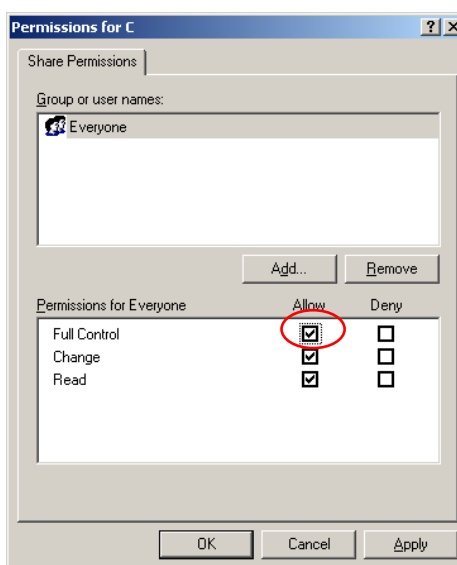 Permissions for C
Share Permissions
Group or user names:
Everyone
Add... Remove
Permissions for Everyone Allow Deny
Full Control
Change
Read
OK Cancel Apply